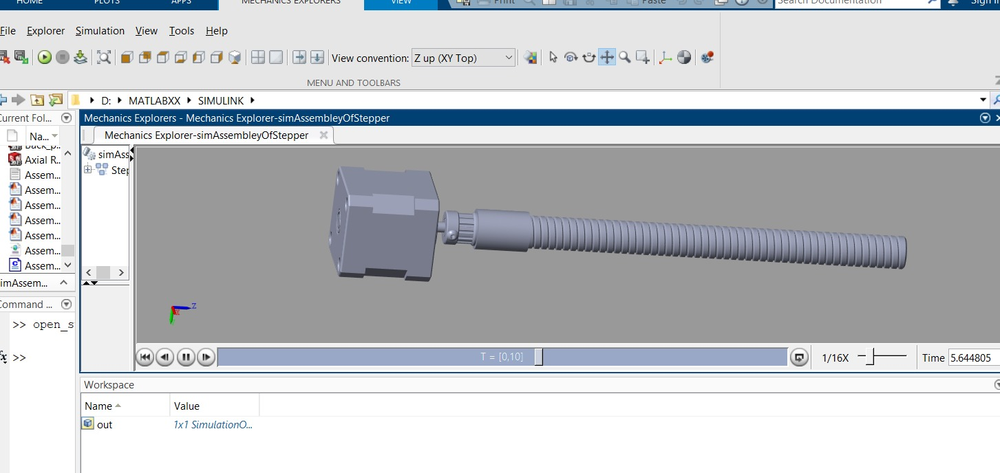 HOME PLOTS APPS MECHANICS EXPLORERS VIEW Print Paste Search Documentation Sign In
File Explorer Simulation View Tools Help
View convention: Z up (XY Top)
MENU AND TOOLBARS
D: MATLABXX SIMULINK
Current Fol...
Mechanics Explorers - Mechanics Explorer-simAssembleyOfStepper
Na...
Mechanics Explorer-simAssembleyOfStepper
Back_p...
Axial R...
Assem...
Assem...
Assem...
Assem...
Assem...
Assem...
Assem...
simAss
Step
simAssem...
Command ...
>> open_s
fx >>
z
T = [0,10]
1/16X
Time 5.644805
Workspace
Name Value
out 1x1 SimulationO...